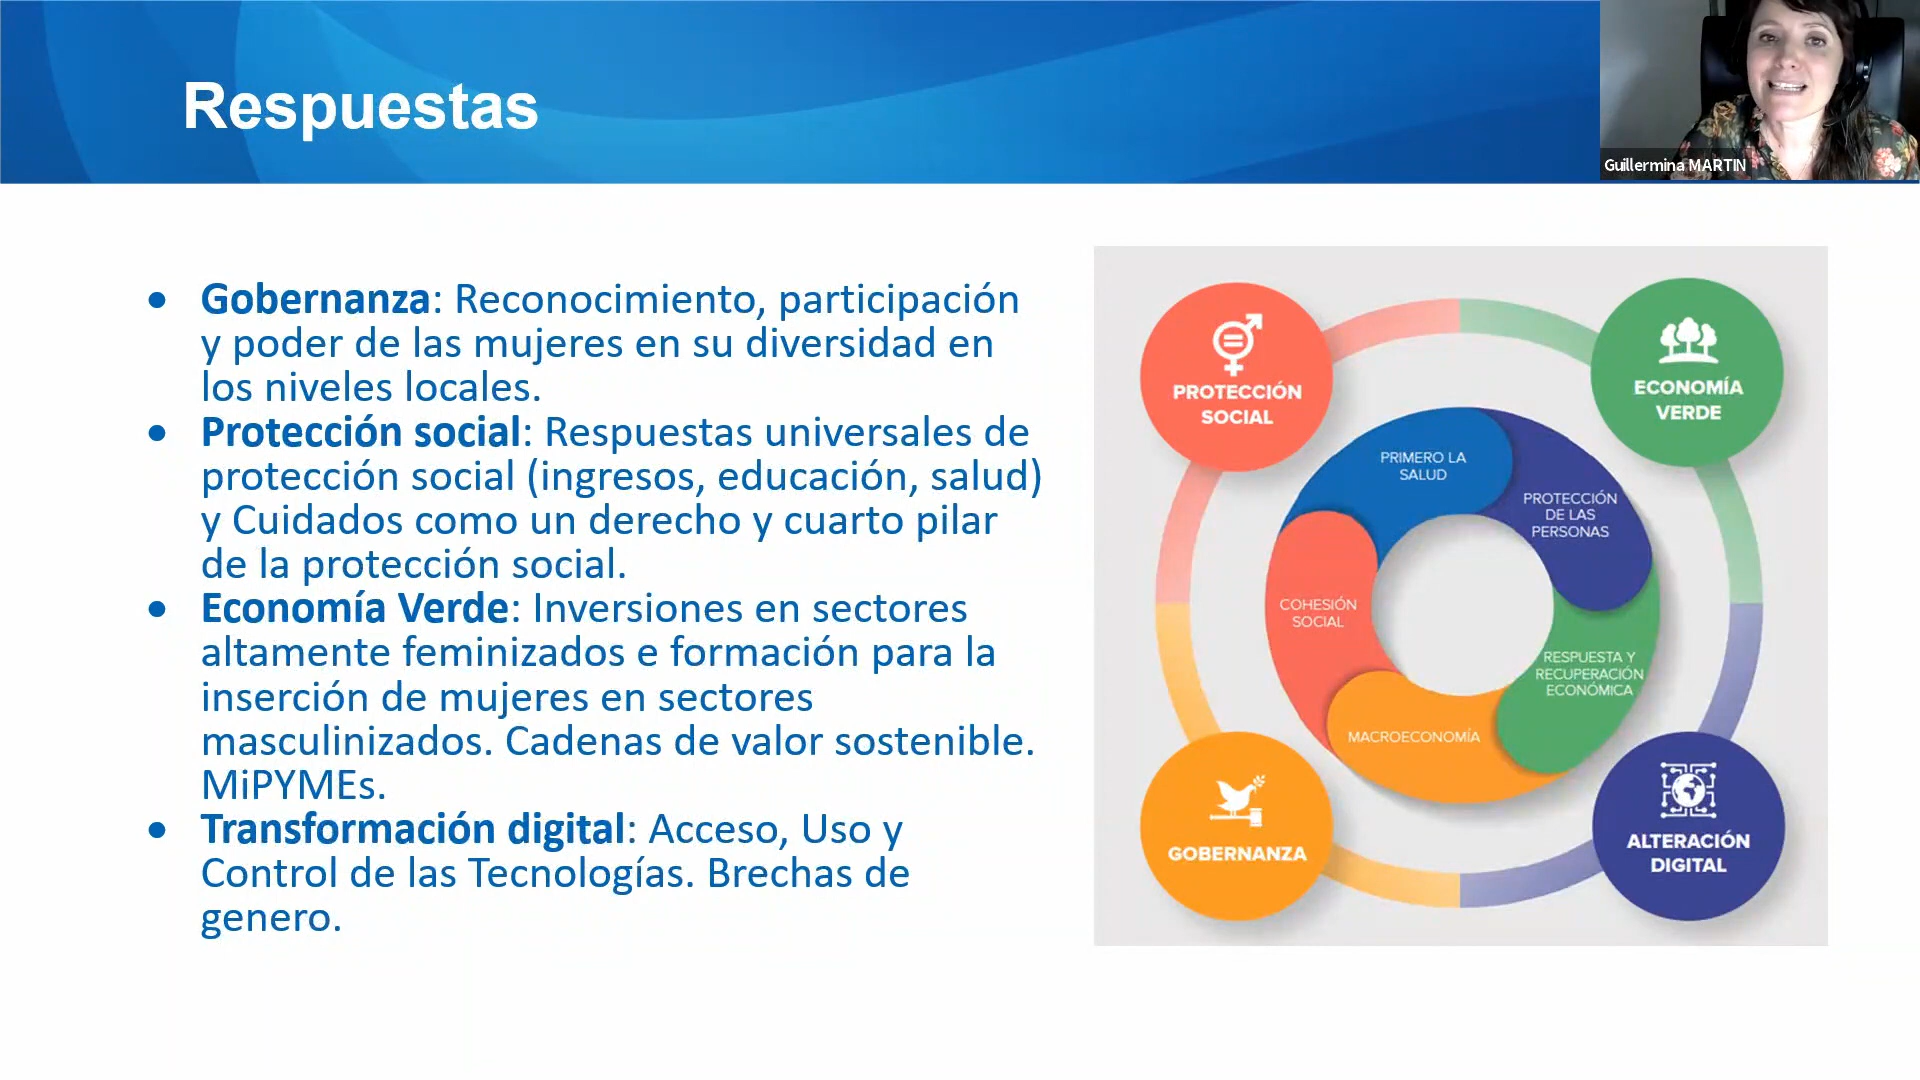 Respuestas
Guillermina MARTIN
• Gobernanza: Reconocimiento, participación
y poder de las mujeres en su diversidad en
los niveles locales.
• Protección social: Respuestas universales de
protección social (ingresos, educación, salud)
y Cuidados como un derecho y cuarto pilar
de la protección social.
• Economía Verde: Inversiones en sectores
altamente feminizados e formación para la
inserción de mujeres en sectores
masculinizados. Cadenas de valor sostenible.
MiPYMEs.
• Transformación digital: Acceso, Uso y
Control de las Tecnologías. Brechas de
genero.
PROTECCIÓN
SOCIAL
ECONOMÍA
VERDE
PRIMERO LA
SALUD
PROTECCIÓN
DE LAS
PERSONAS
COHESIÓN
SOCIAL
RESPUESTA Y
RECUPERACIÓN
ECONÓMICA
MACROECONOMÍA
GOBERNANZA
ALTERACIÓN
DIGITAL